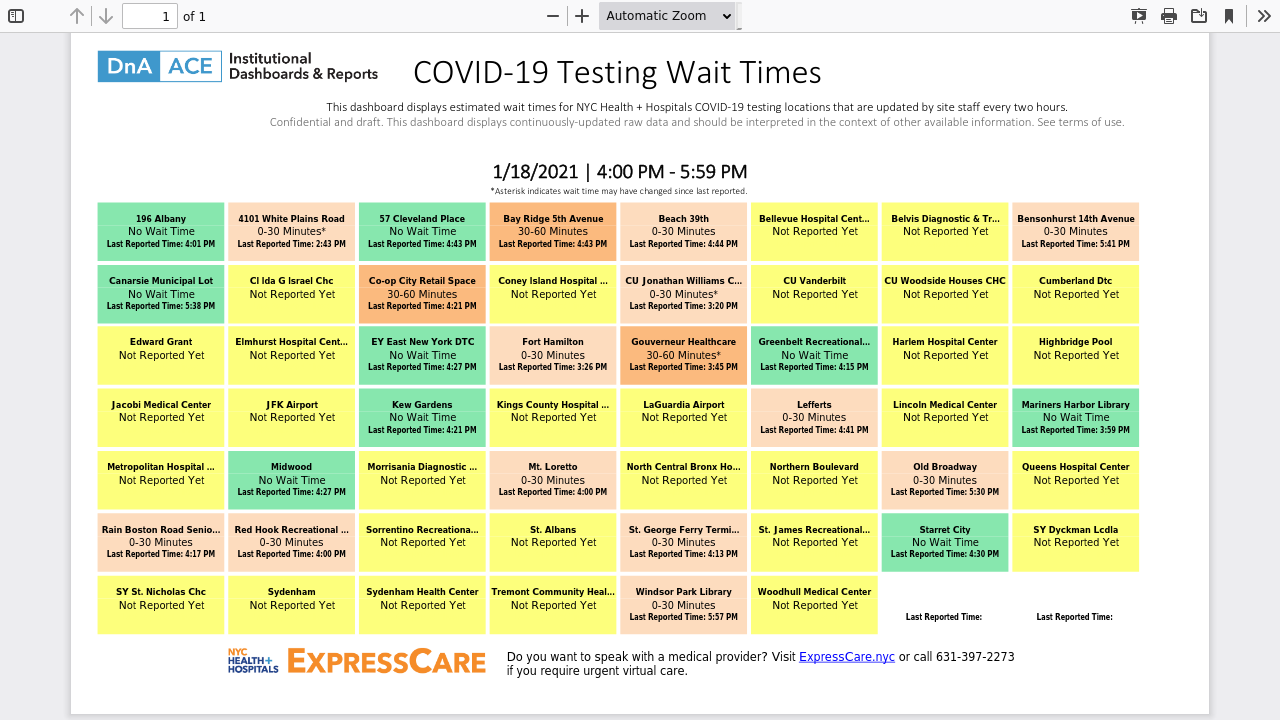 1 of 1
Automatic Zoom
DnA ACE Institutional Dashboards & Reports
COVID-19 Testing Wait Times
This dashboard displays estimated wait times for NYC Health + Hospitals COVID-19 testing locations that are updated by site staff every two hours.
Confidential and draft. This dashboard displays continuously-updated raw data and should be interpreted in the context of other available information. See terms of use.
1/18/2021 | 4:00 PM - 5:59 PM
*Asterisk indicates wait time may have changed since last reported.
196 Albany
No Wait Time
Last Reported Time: 4:01 PM
4101 White Plains Road
0-30 Minutes*
Last Reported Time: 2:43 PM
57 Cleveland Place
No Wait Time
Last Reported Time: 4:43 PM
Bay Ridge 5th Avenue
30-60 Minutes
Last Reported Time: 4:43 PM
Beach 39th
0-30 Minutes
Last Reported Time: 4:44 PM
Bellevue Hospital Cent...
Not Reported Yet
Belvis Diagnostic & Tr...
Not Reported Yet
Bensonhurst 14th Avenue
0-30 Minutes
Last Reported Time: 5:41 PM
Canarsie Municipal Lot
No Wait Time
Last Reported Time: 5:38 PM
CI Ida G Israel Chc
Not Reported Yet
Co-op City Retail Space
30-60 Minutes
Last Reported Time: 4:21 PM
Coney Island Hospital ...
Not Reported Yet
CU Jonathan Williams C...
0-30 Minutes*
Last Reported Time: 3:20 PM
CU Vanderbilt
Not Reported Yet
CU Woodside Houses CHC
Not Reported Yet
Cumberland Dtc
Not Reported Yet
Edward Grant
Not Reported Yet
Elmhurst Hospital Cent...
Not Reported Yet
EY East New York DTC
No Wait Time
Last Reported Time: 4:27 PM
Fort Hamilton
0-30 Minutes
Last Reported Time: 3:26 PM
Gouverneur Healthcare
30-60 Minutes*
Last Reported Time: 3:45 PM
Greenbelt Recreational...
No Wait Time
Last Reported Time: 4:15 PM
Harlem Hospital Center
Not Reported Yet
Highbridge Pool
Not Reported Yet
Jacobi Medical Center
Not Reported Yet
JFK Airport
Not Reported Yet
Kew Gardens
No Wait Time
Last Reported Time: 4:21 PM
Kings County Hospital ...
Not Reported Yet
LaGuardia Airport
Not Reported Yet
Lefferts
0-30 Minutes
Last Reported Time: 4:41 PM
Lincoln Medical Center
Not Reported Yet
Mariners Harbor Library
No Wait Time
Last Reported Time: 3:59 PM
Metropolitan Hospital ...
Not Reported Yet
Midwood
No Wait Time
Last Reported Time: 4:27 PM
Morrisania Diagnostic ...
Not Reported Yet
Mt. Loretto
0-30 Minutes
Last Reported Time: 4:00 PM
North Central Bronx Ho...
Not Reported Yet
Northern Boulevard
Not Reported Yet
Old Broadway
0-30 Minutes
Last Reported Time: 5:30 PM
Queens Hospital Center
Not Reported Yet
Rain Boston Road Senio...
0-30 Minutes
Last Reported Time: 4:17 PM
Red Hook Recreational ...
0-30 Minutes
Last Reported Time: 4:00 PM
Sorrentino Recreationa...
Not Reported Yet
St. Albans
Not Reported Yet
St. George Ferry Termi...
0-30 Minutes
Last Reported Time: 4:13 PM
St. James Recreational...
Not Reported Yet
Starret City
No Wait Time
Last Reported Time: 4:30 PM
SY Dyckman Lcdla
Not Reported Yet
SY St. Nicholas Chc
Not Reported Yet
Sydenham
Not Reported Yet
Sydenham Health Center
Not Reported Yet
Tremont Community Heal...
Not Reported Yet
Windsor Park Library
0-30 Minutes
Last Reported Time: 5:57 PM
Woodhull Medical Center
Not Reported Yet
Last Reported Time:
Last Reported Time:
NYC HEALTH+ HOSPITALS
EXPRESSCARE
Do you want to speak with a medical provider? Visit ExpressCare.nyc or call 631-397-2273
if you require urgent virtual care.